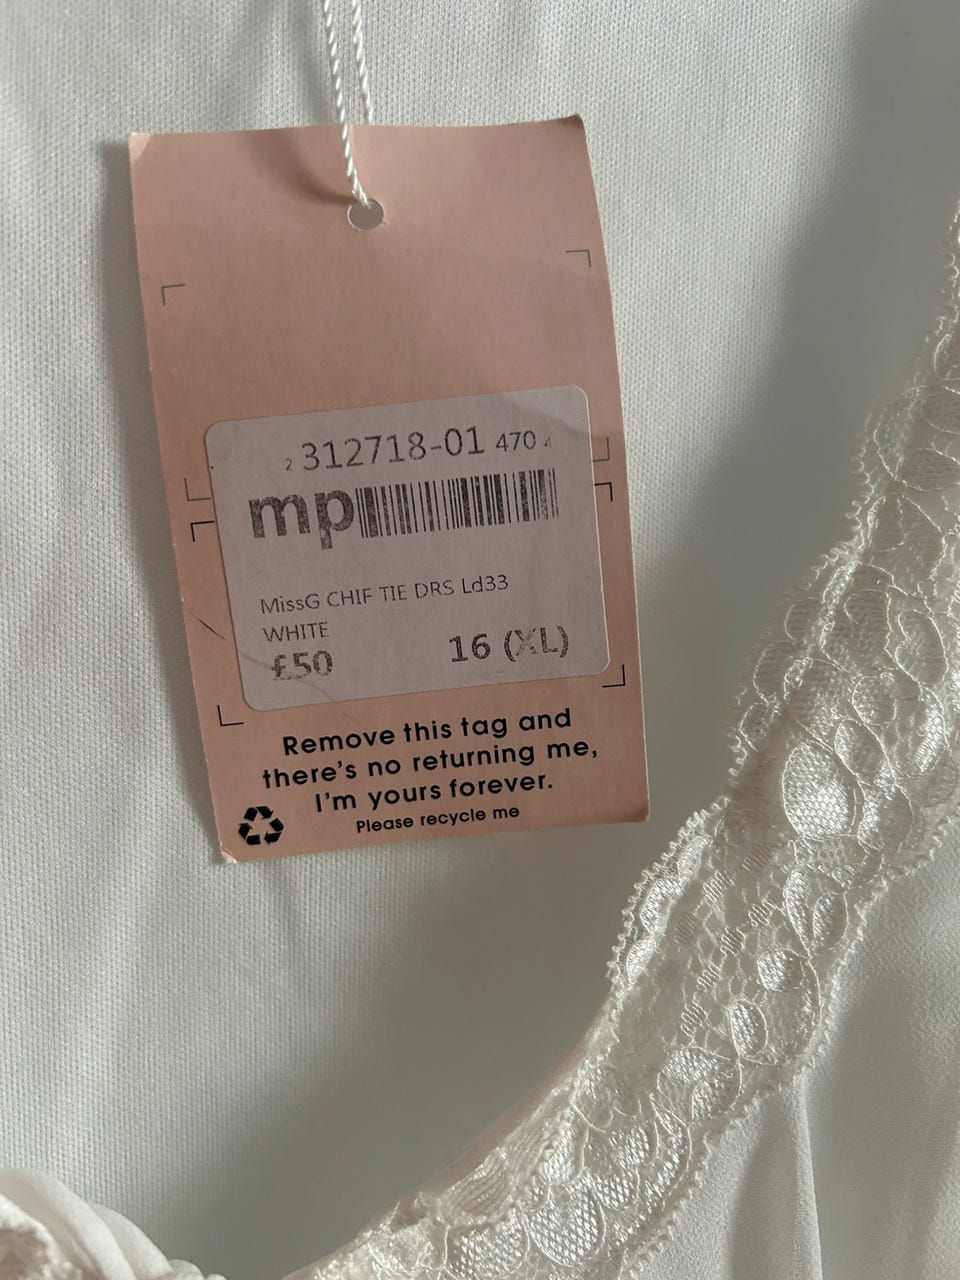 2 312718-01 470 4
mp
MissG CHIF TIE DRS Ld33
WHITE
£50 16 (XL)
Remove this tag and
there's no returning me,
I'm yours forever.
Please recycle me